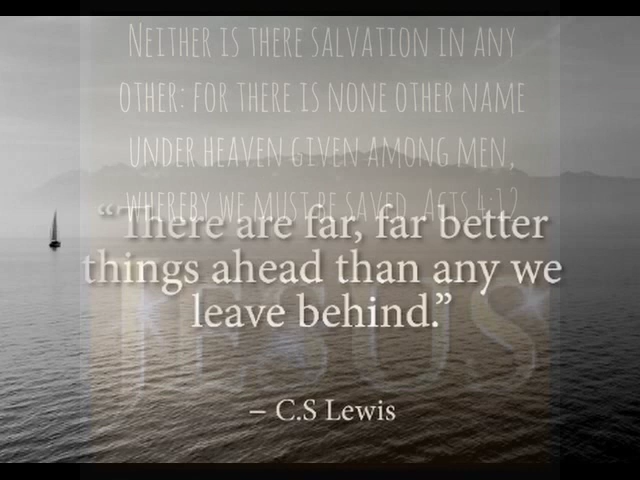 NEITHER IS THERE SALVATION IN ANY
OTHER: FOR THERE IS NONE OTHER NAME
UNDER HEAVEN GIVEN AMONG MEN,
WHEREBY WE MUST BE SAVED. ACTS 4:12
“There are far, far better
things ahead than any we
leave behind.”
JESUS
– C.S Lewis